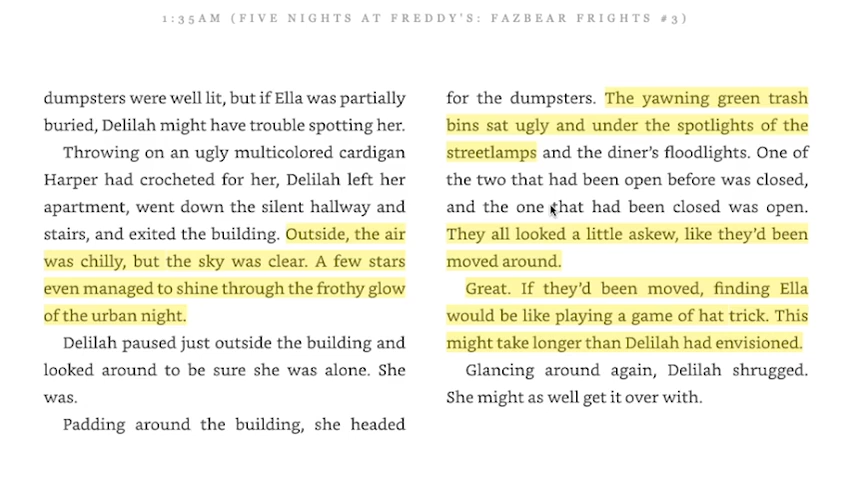 1:35AM (FIVE NIGHTS AT FREDDY'S: FAZBEAR FRIGHTS #3)
dumpsters were well lit, but if Ella was partially
buried, Delilah might have trouble spotting her.
Throwing on an ugly multicolored cardigan
Harper had crocheted for her, Delilah left her
apartment, went down the silent hallway and
stairs, and exited the building. Outside, the air
was chilly, but the sky was clear. A few stars
even managed to shine through the frothy glow
of the urban night.
Delilah paused just outside the building and
looked around to be sure she was alone. She
was.
Padding around the building, she headed
for the dumpsters. The yawning green trash
bins sat ugly and under the spotlights of the
streetlamps and the diner's floodlights. One of
the two that had been open before was closed,
and the one that had been closed was open.
They all looked a little askew, like they'd been
moved around.
Great. If they'd been moved, finding Ella
would be like playing a game of hat trick. This
might take longer than Delilah had envisioned.
Glancing around again, Delilah shrugged.
She might as well get it over with.